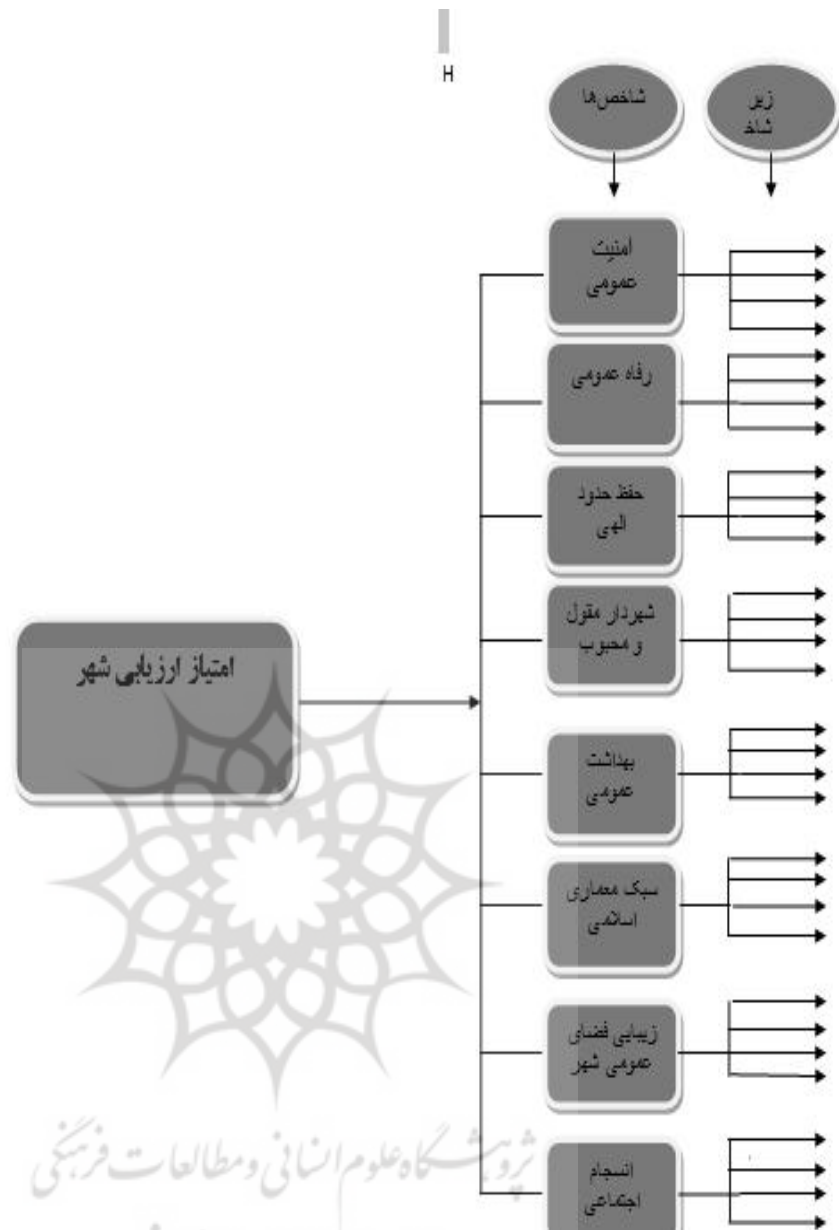 H
شاخص‌ها
زیر
شاخ
امنیت
عمومی
رفاه عمومی
حفظ حدود
الهی
شهردار مقول
و محبوب
امتیاز ارزیابی شهر
بهداشت
عمومی
سبک معماری
اسلامی
زیبایی فضای
عمومی شهر
انسجام
اجتماعی
پژوهشگاه علوم انسانی و مطالعات فرهنگی